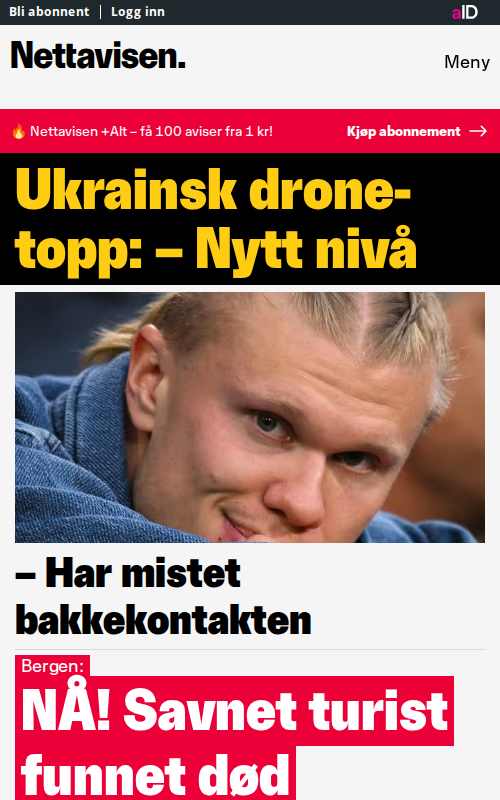 Bli abonnent | Logg inn
aID
Nettavisen.
Meny
🔥 Nettavisen +Alt – få 100 aviser fra 1 kr!
Kjøp abonnement →
Ukrainsk drone-
topp: – Nytt nivå
– Har mistet
bakkekontakten
Bergen:
NÅ! Savnet turist
funnet død